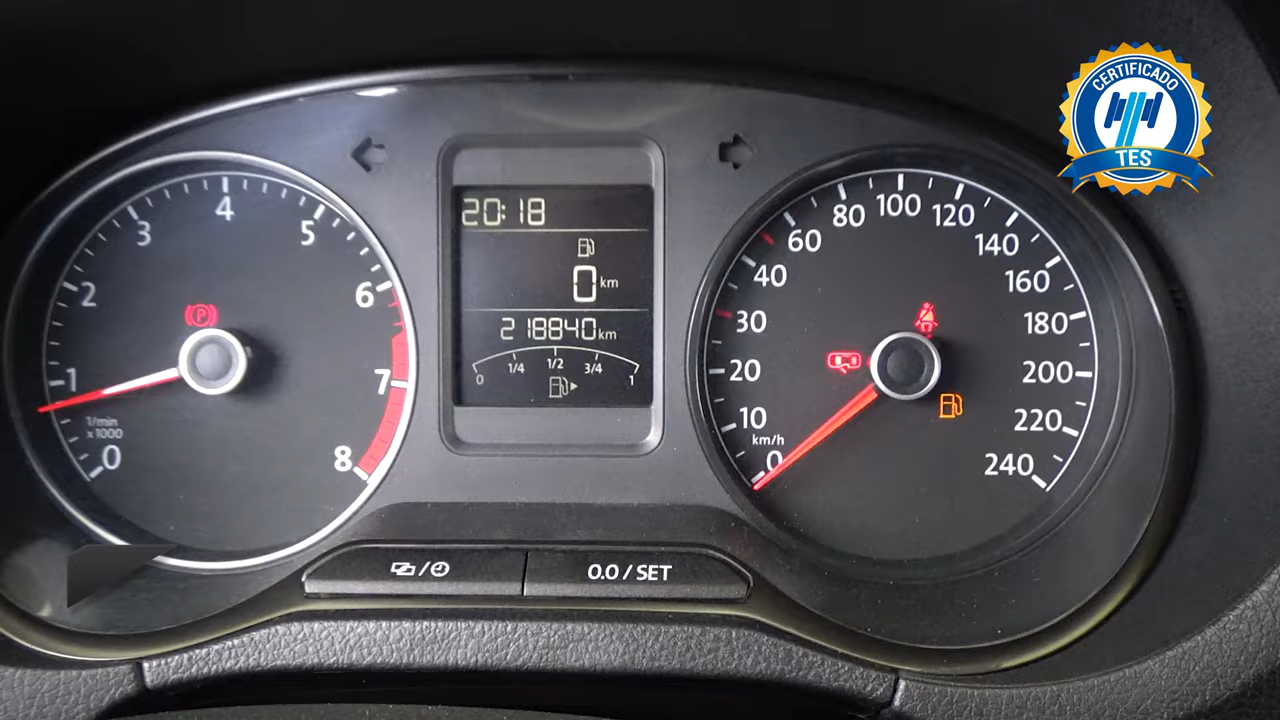 CERTIFICADO
TES
0 1 2 3 4 5 6 7 8
1/min
x 1000
P
20:18
0 km
218840 km
0 1/4 1/2 3/4 1
0 10 20 30 40 60 80 100 120 140 160 180 200 220 240
km/h
0.0 / SET